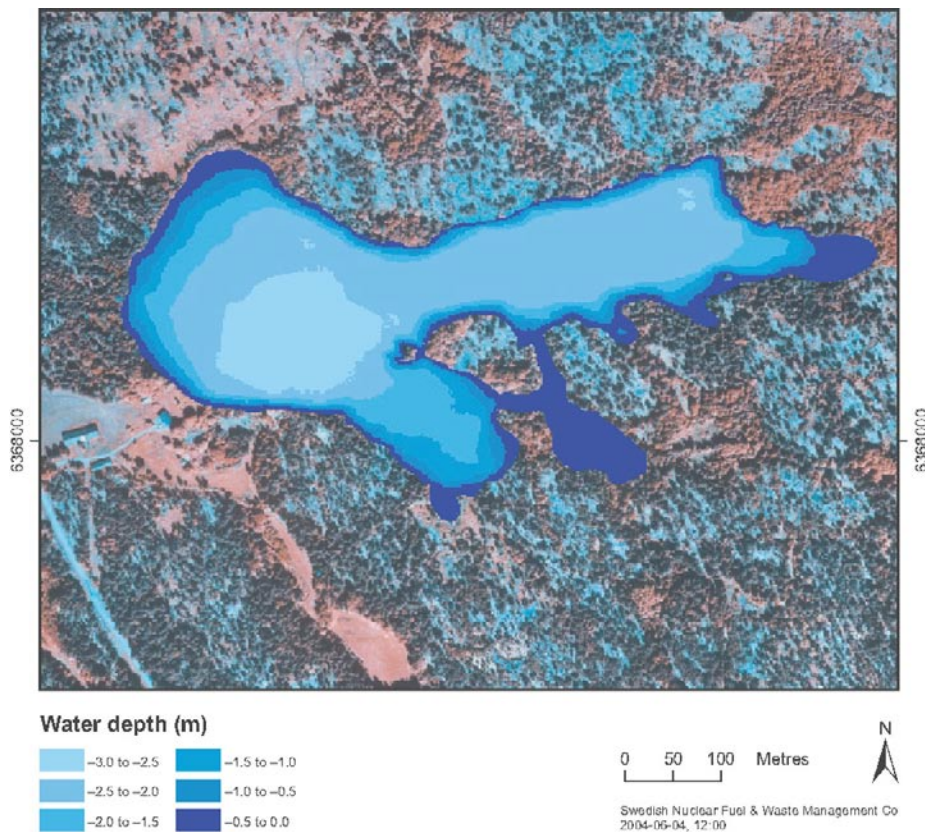 6368000
6368000
Water depth (m)
–3.0 to –2.5
–2.5 to –2.0
–2.0 to –1.5
–1.5 to –1.0
–1.0 to –0.5
–0.5 to 0.0
0 50 100 Metres
N
Swedish Nuclear Fuel & Waste Management Co
2004-06-04, 12:00